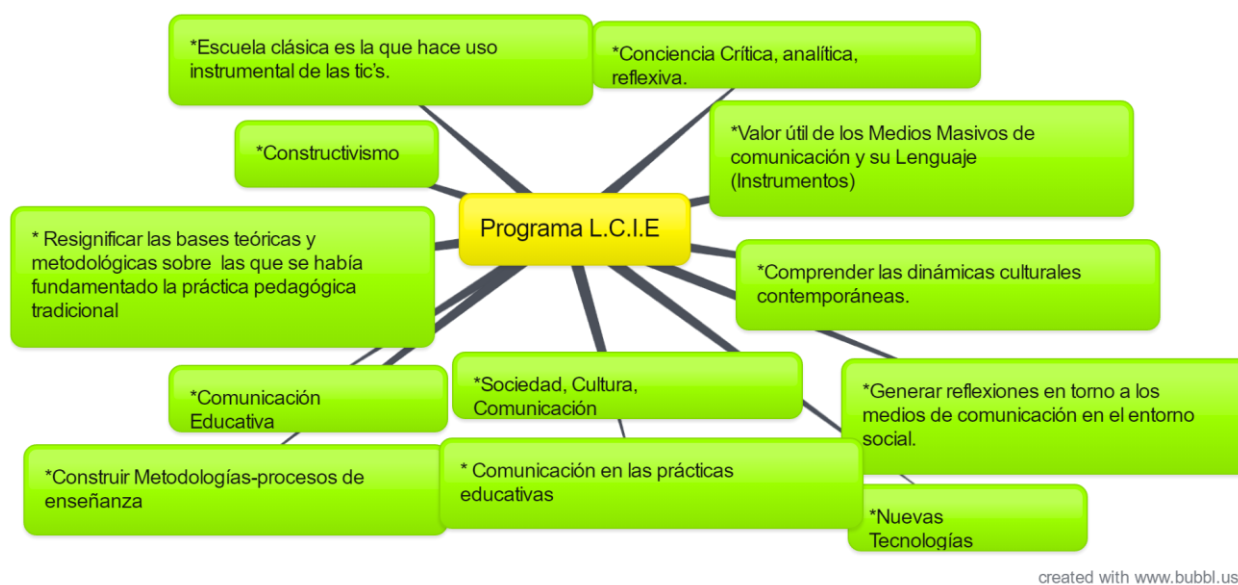 *Escuela clásica es la que hace uso
instrumental de las tic's.
*Conciencia Crítica, analítica,
reflexiva.
*Constructivismo
*Valor útil de los Medios Masivos de
comunicación y su Lenguaje
(Instrumentos)
Programa L.C.I.E
* Resignificar las bases teóricas y
metodológicas sobre las que se había
fundamentado la práctica pedagógica
tradicional
*Comprender las dinámicas culturales
contemporáneas.
*Comunicación
Educativa
*Sociedad, Cultura,
Comunicación
*Generar reflexiones en torno a los
medios de comunicación en el entorno
social.
*Construir Metodologías-procesos de
enseñanza
* Comunicación en las prácticas
educativas
*Nuevas
Tecnologías
created with www.bubbl.us